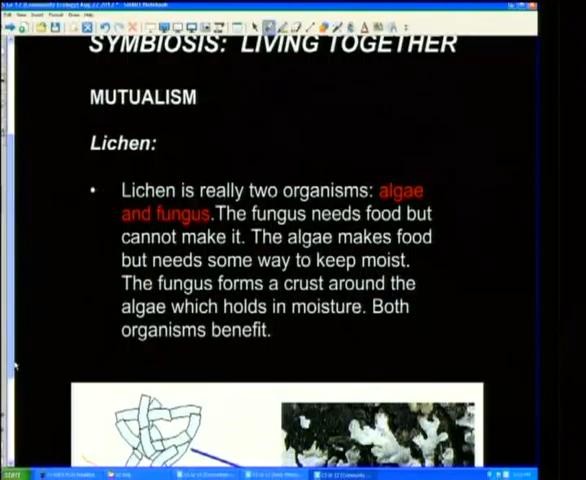 SYMBIOSIS: LIVING TOGETHER
MUTUALISM
Lichen:
• Lichen is really two organisms: algae
and fungus.The fungus needs food but
cannot make it. The algae makes food
but needs some way to keep moist.
The fungus forms a crust around the
algae which holds in moisture. Both
organisms benefit.